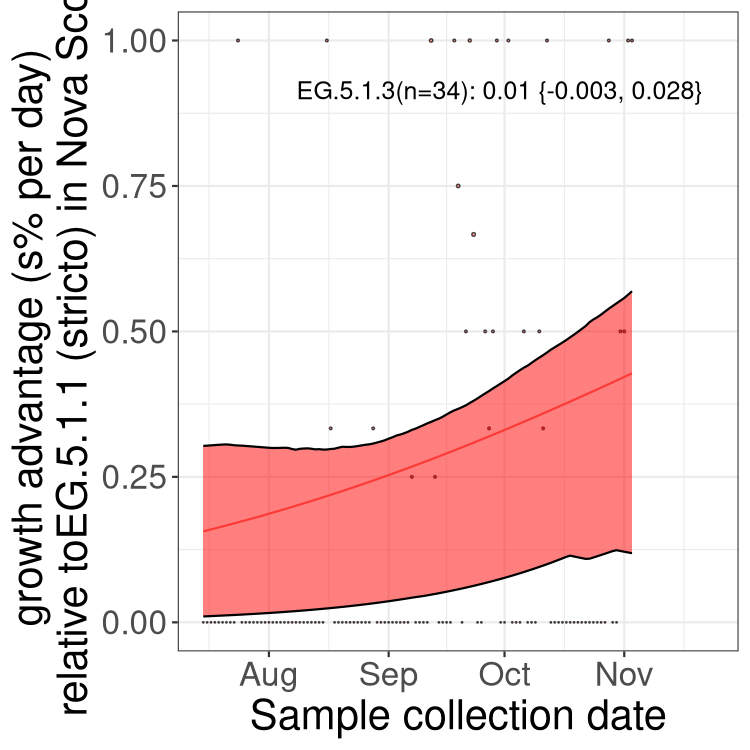 growth advantage (s% per day)
relative toEG.5.1.1 (stricto) in Nova Sco
1.00
0.75
0.50
0.25
0.00
EG.5.1.3(n=34): 0.01 {-0.003, 0.028}
Aug Sep Oct Nov
Sample collection date